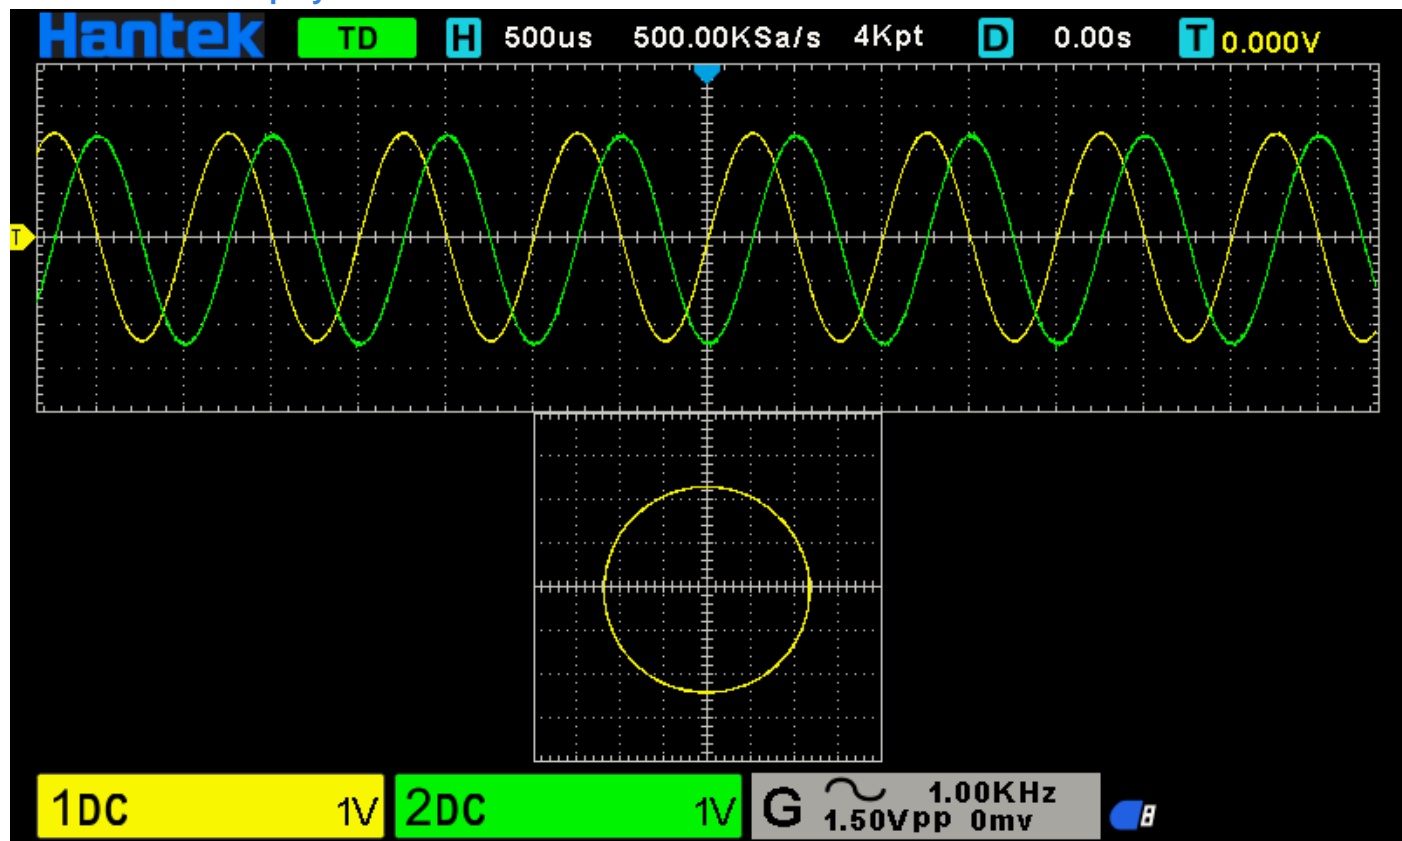 Hantek TD H 500us 500.00KSa/s 4Kpt D 0.00s T 0.000V
T
1DC 1V 2DC 1V G 1.00KHz
1.50Vpp 0mv